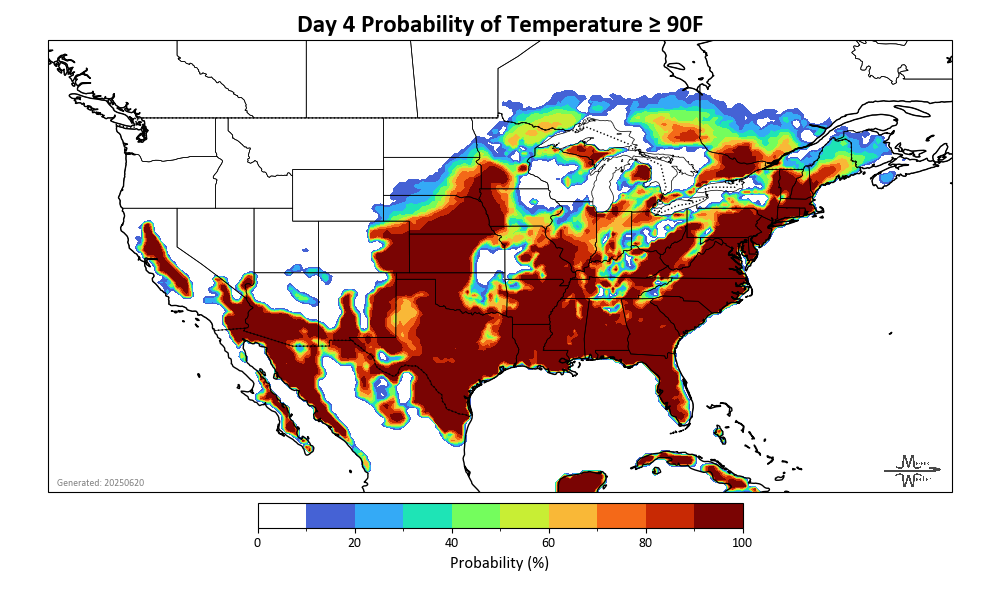 Day 4 Probability of Temperature ≥ 90F
Generated: 20250620
0 20 40 60 80 100
Probability (%)